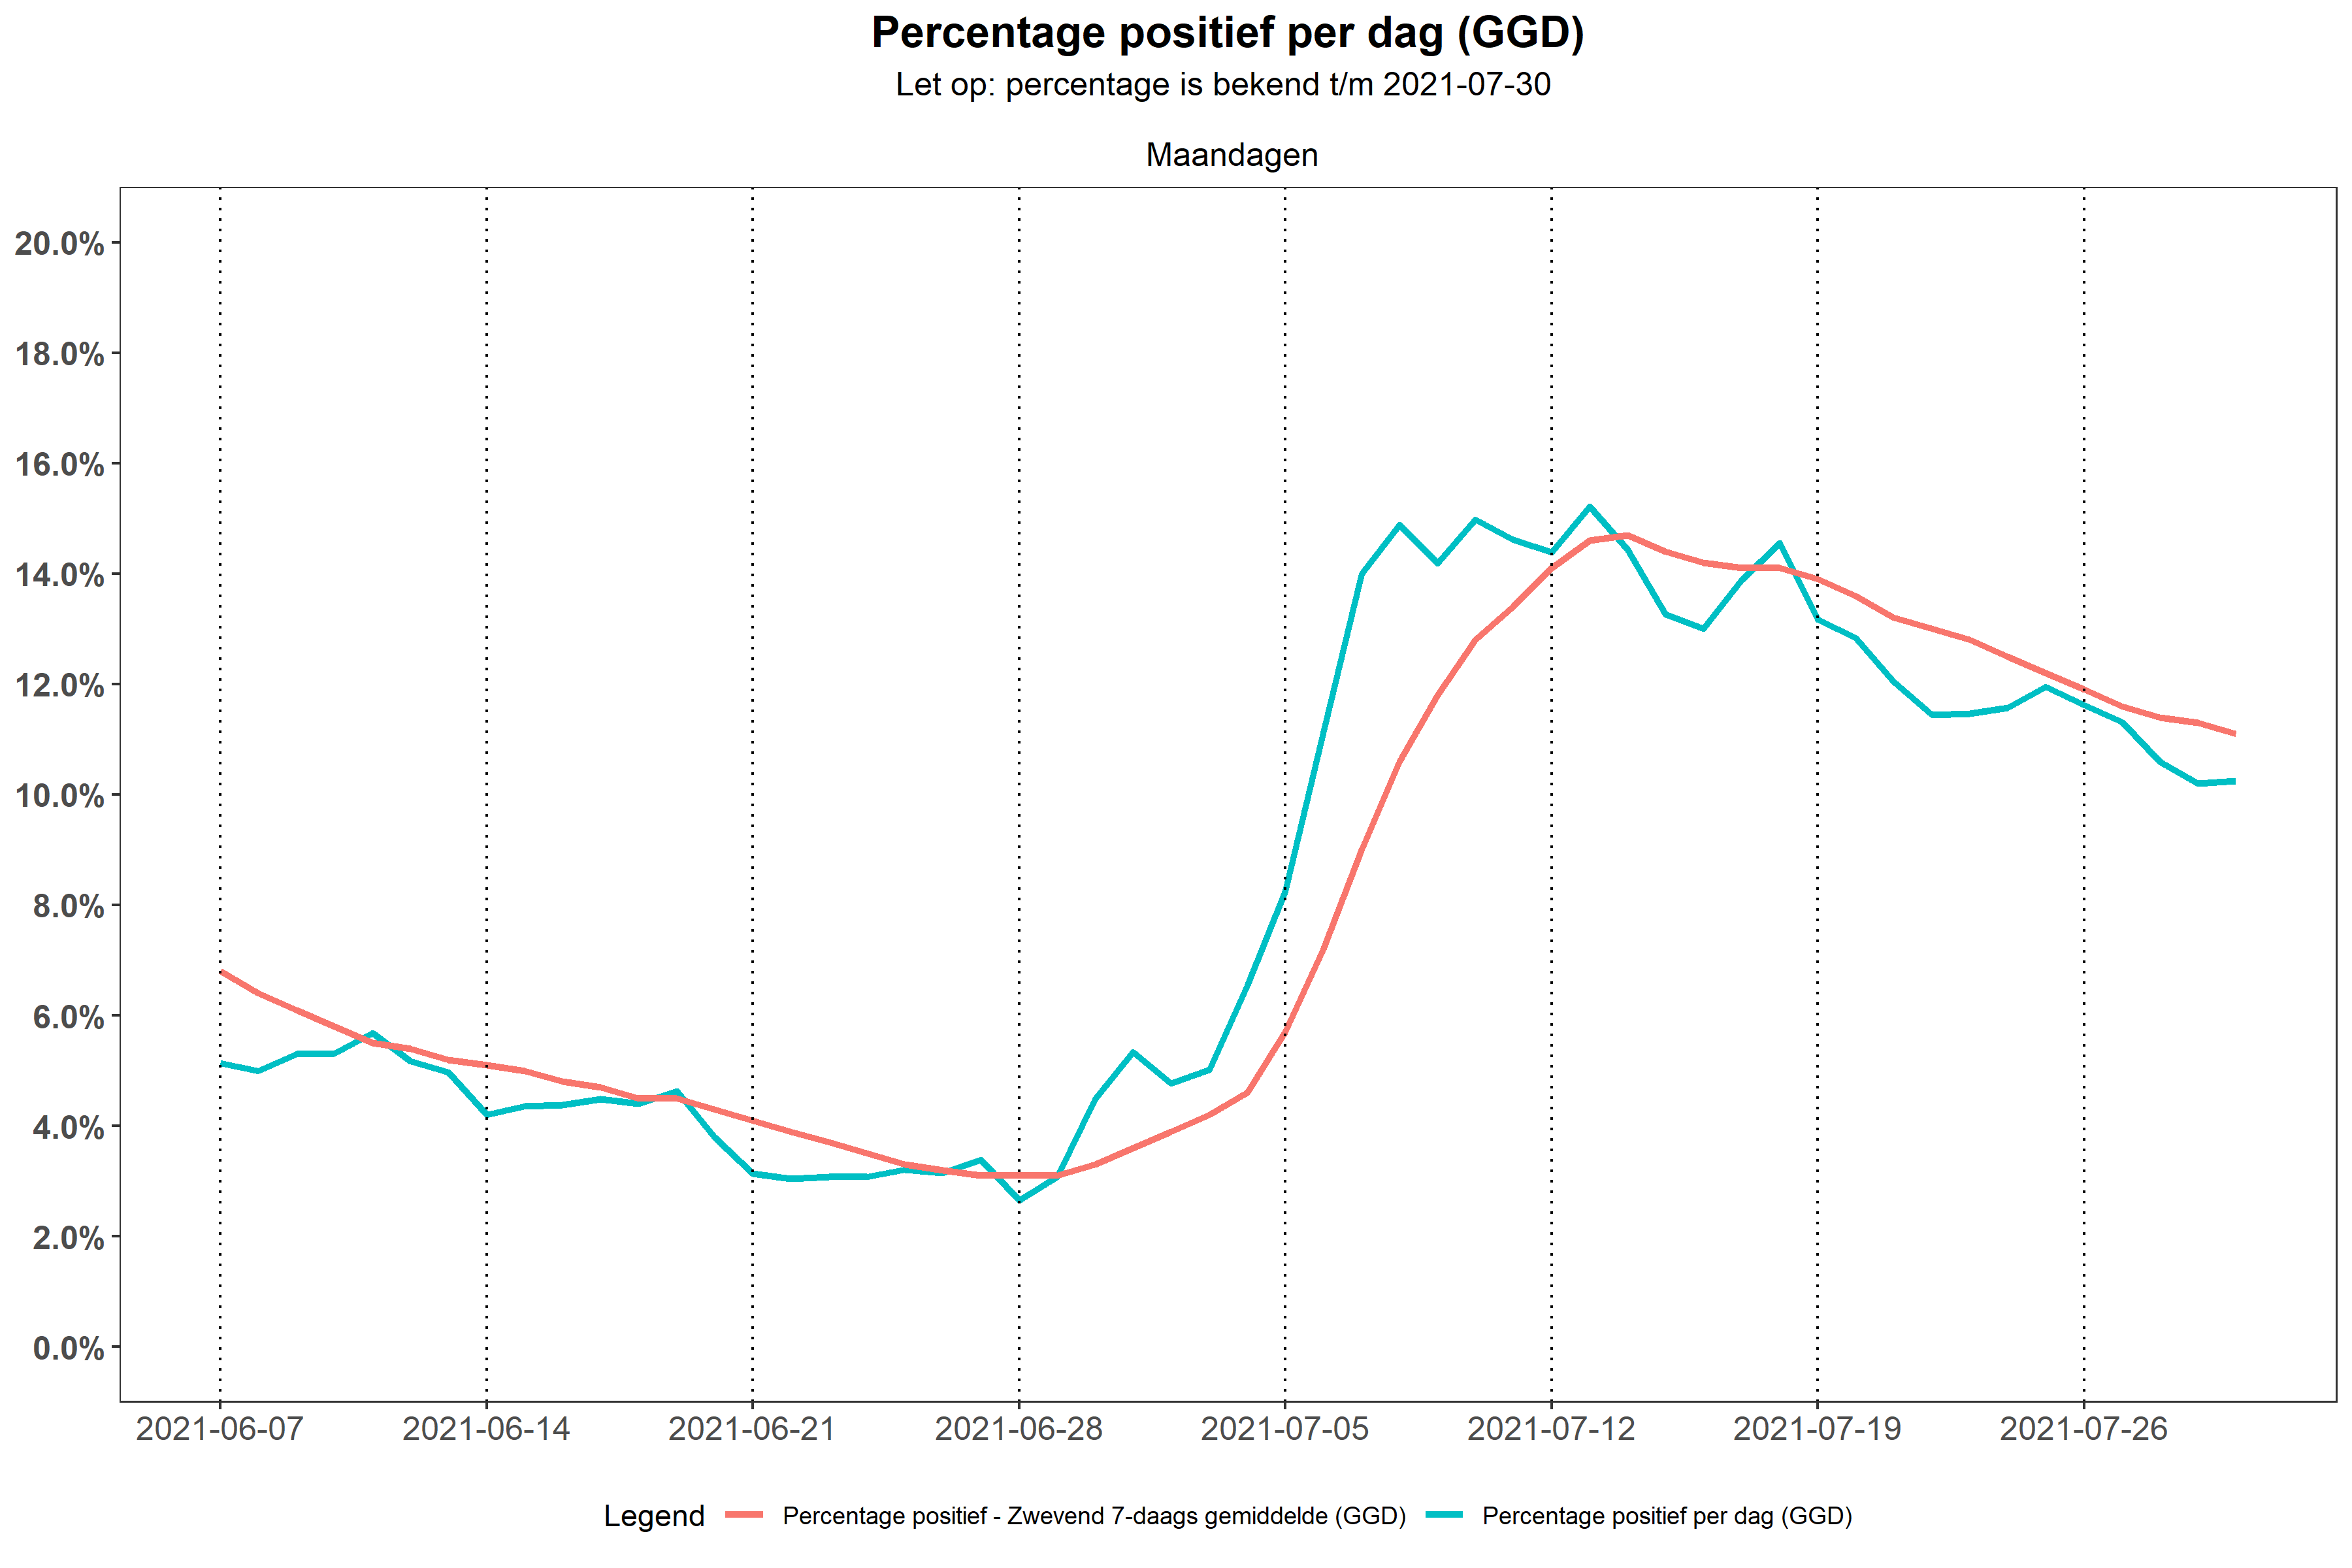 Percentage positief per dag (GGD)
Let op: percentage is bekend t/m 2021-07-30
Maandagen
20.0%
18.0%
16.0%
14.0%
12.0%
10.0%
8.0%
6.0%
4.0%
2.0%
0.0%
2021-06-07 2021-06-14 2021-06-21 2021-06-28 2021-07-05 2021-07-12 2021-07-19 2021-07-26
Legend Percentage positief - Zwevend 7-daags gemiddelde (GGD) Percentage positief per dag (GGD)